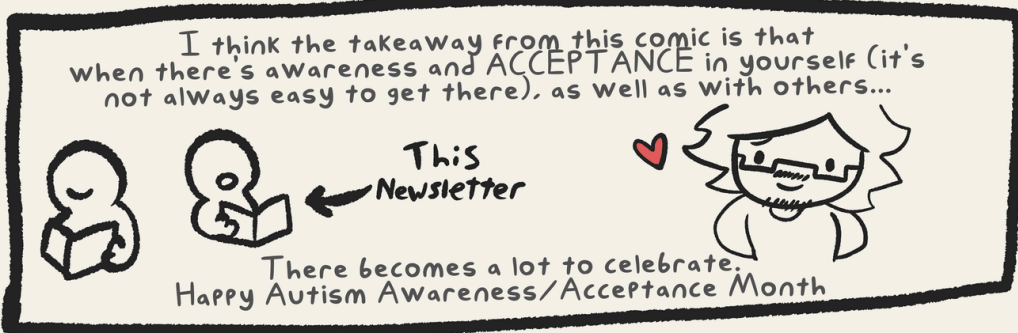 I think the takeaway from this comic is that
when there's awareness and ACCEPTANCE in yourself (it's
not always easy to get there), as well as with others...
This
Newsletter
There becomes a lot to celebrate.
Happy Autism Awareness/Acceptance Month